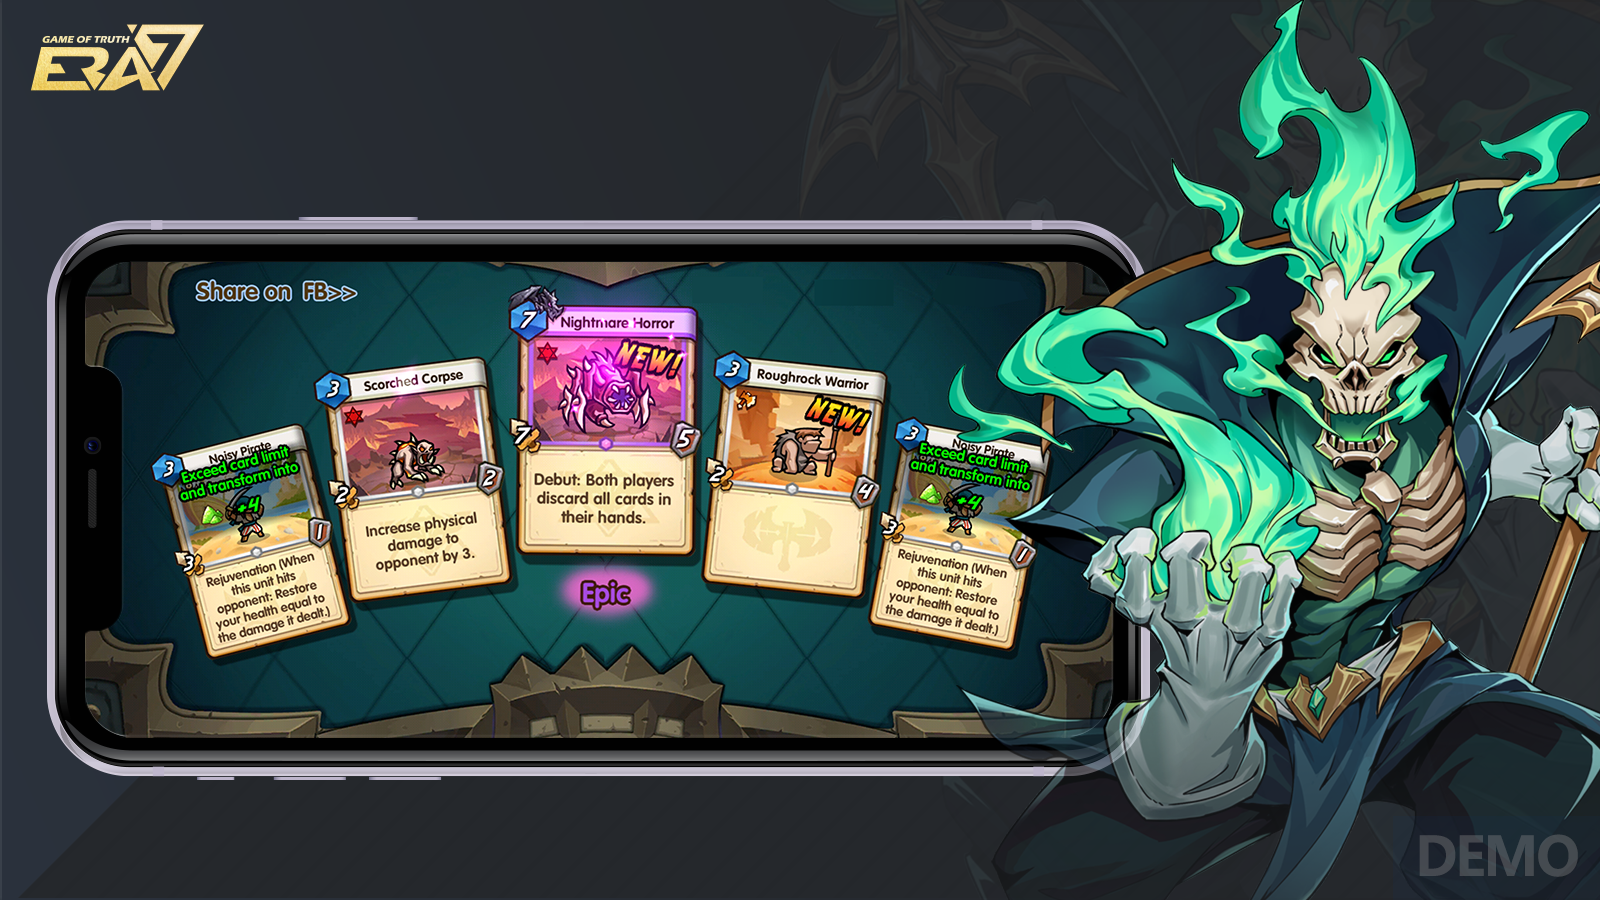 GAME OF TRUTH
ERA7
Share on FB>>
3
Noisy Pirate
Exceed card limit
and transform into
+4
3
1
Rejuvenation (When
this unit hits
opponent: Restore
your health equal to
the damage it dealt.)
3
Scorched Corpse
2
2
Increase physical
damage to
opponent by 3.
7
Nightmare Horror
NEW!
7
5
Debut: Both players
discard all cards in
their hands.
Epic
3
Roughrock Warrior
NEW!
2
4
3
Noisy Pirate
Exceed card limit
and transform into
+4
3
1
Rejuvenation (When
this unit hits
opponent: Restore
your health equal to
the damage it dealt.)
DEMO